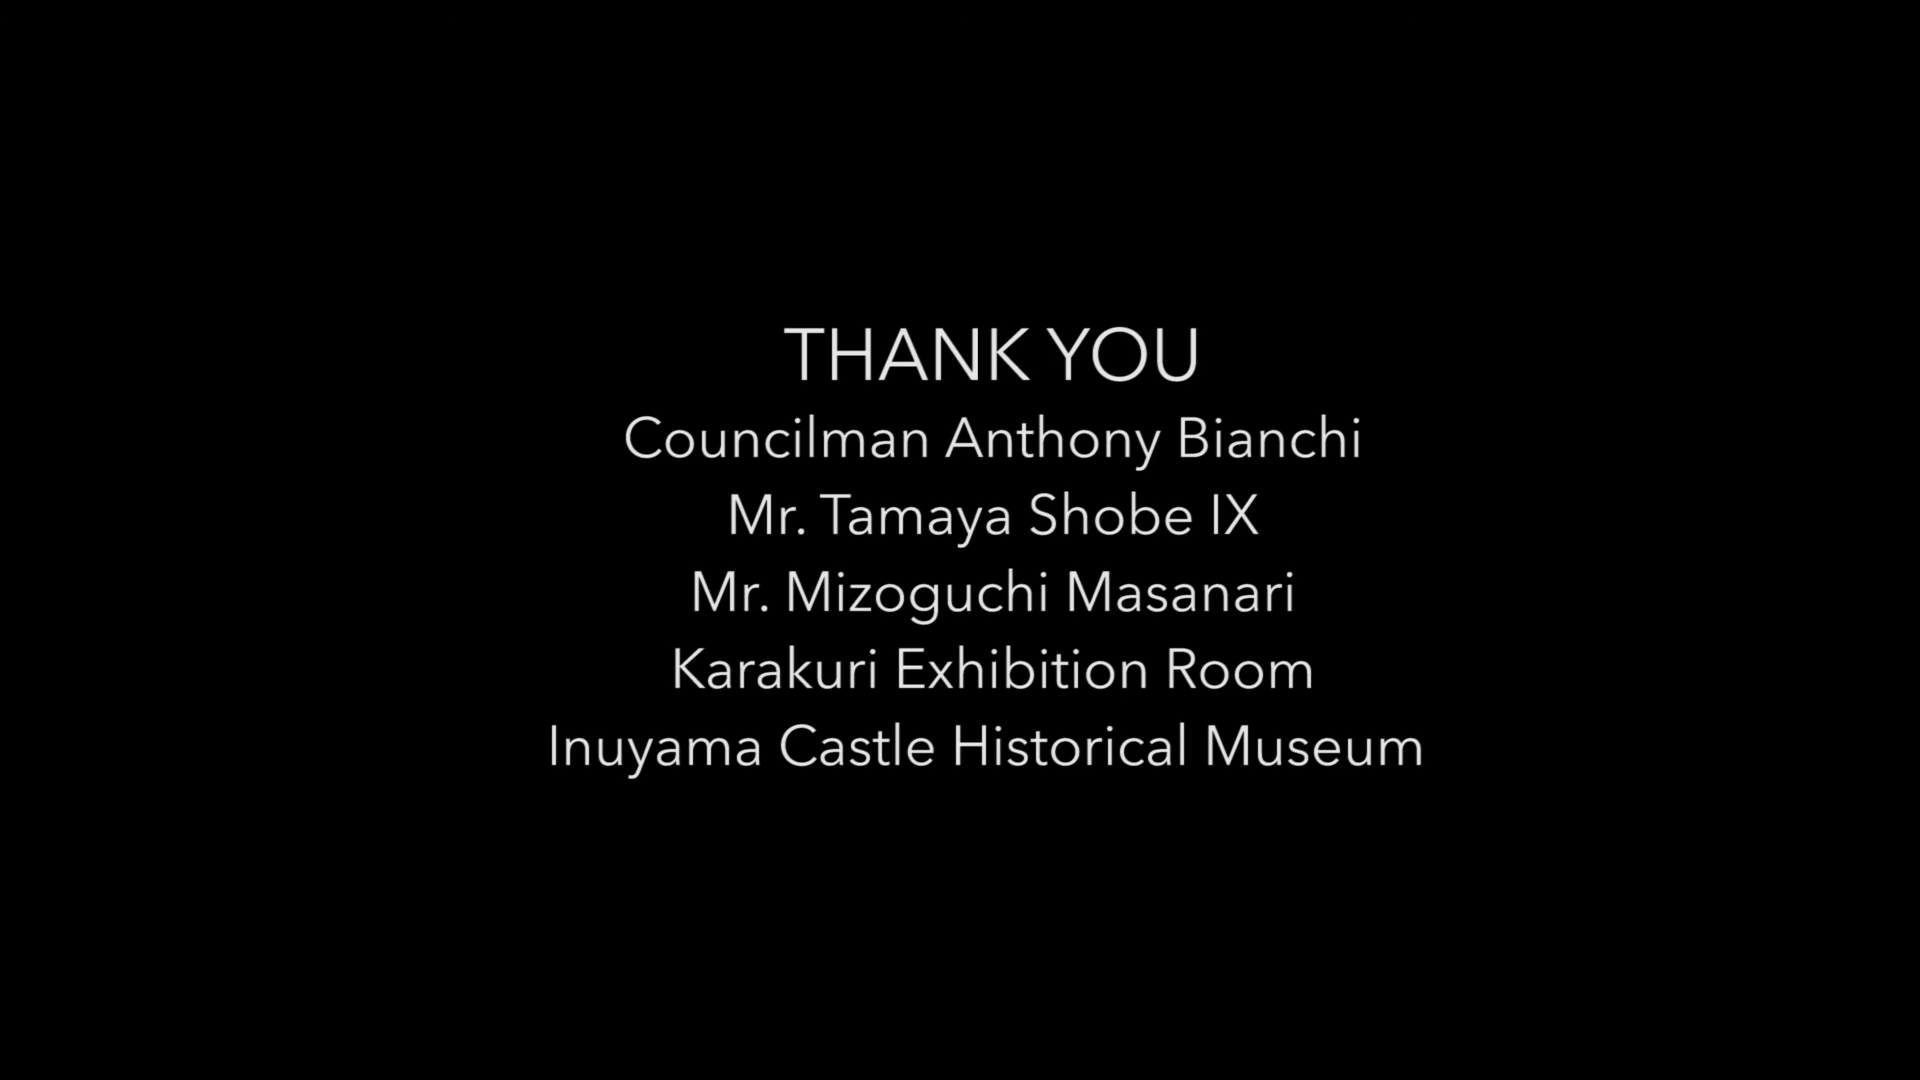 THANK YOU
Councilman Anthony Bianchi
Mr. Tamaya Shobe IX
Mr. Mizoguchi Masanari
Karakuri Exhibition Room
Inuyama Castle Historical Museum